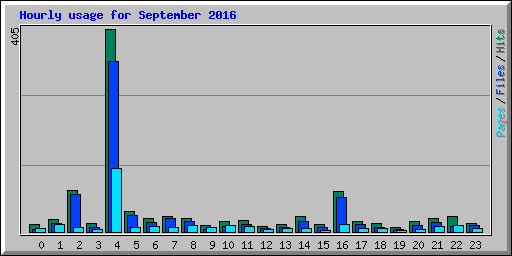 Hourly usage for September 2016
405
Pages/Files/Hits
0 1 2 3 4 5 6 7 8 9 10 11 12 13 14 15 16 17 18 19 20 21 22 23